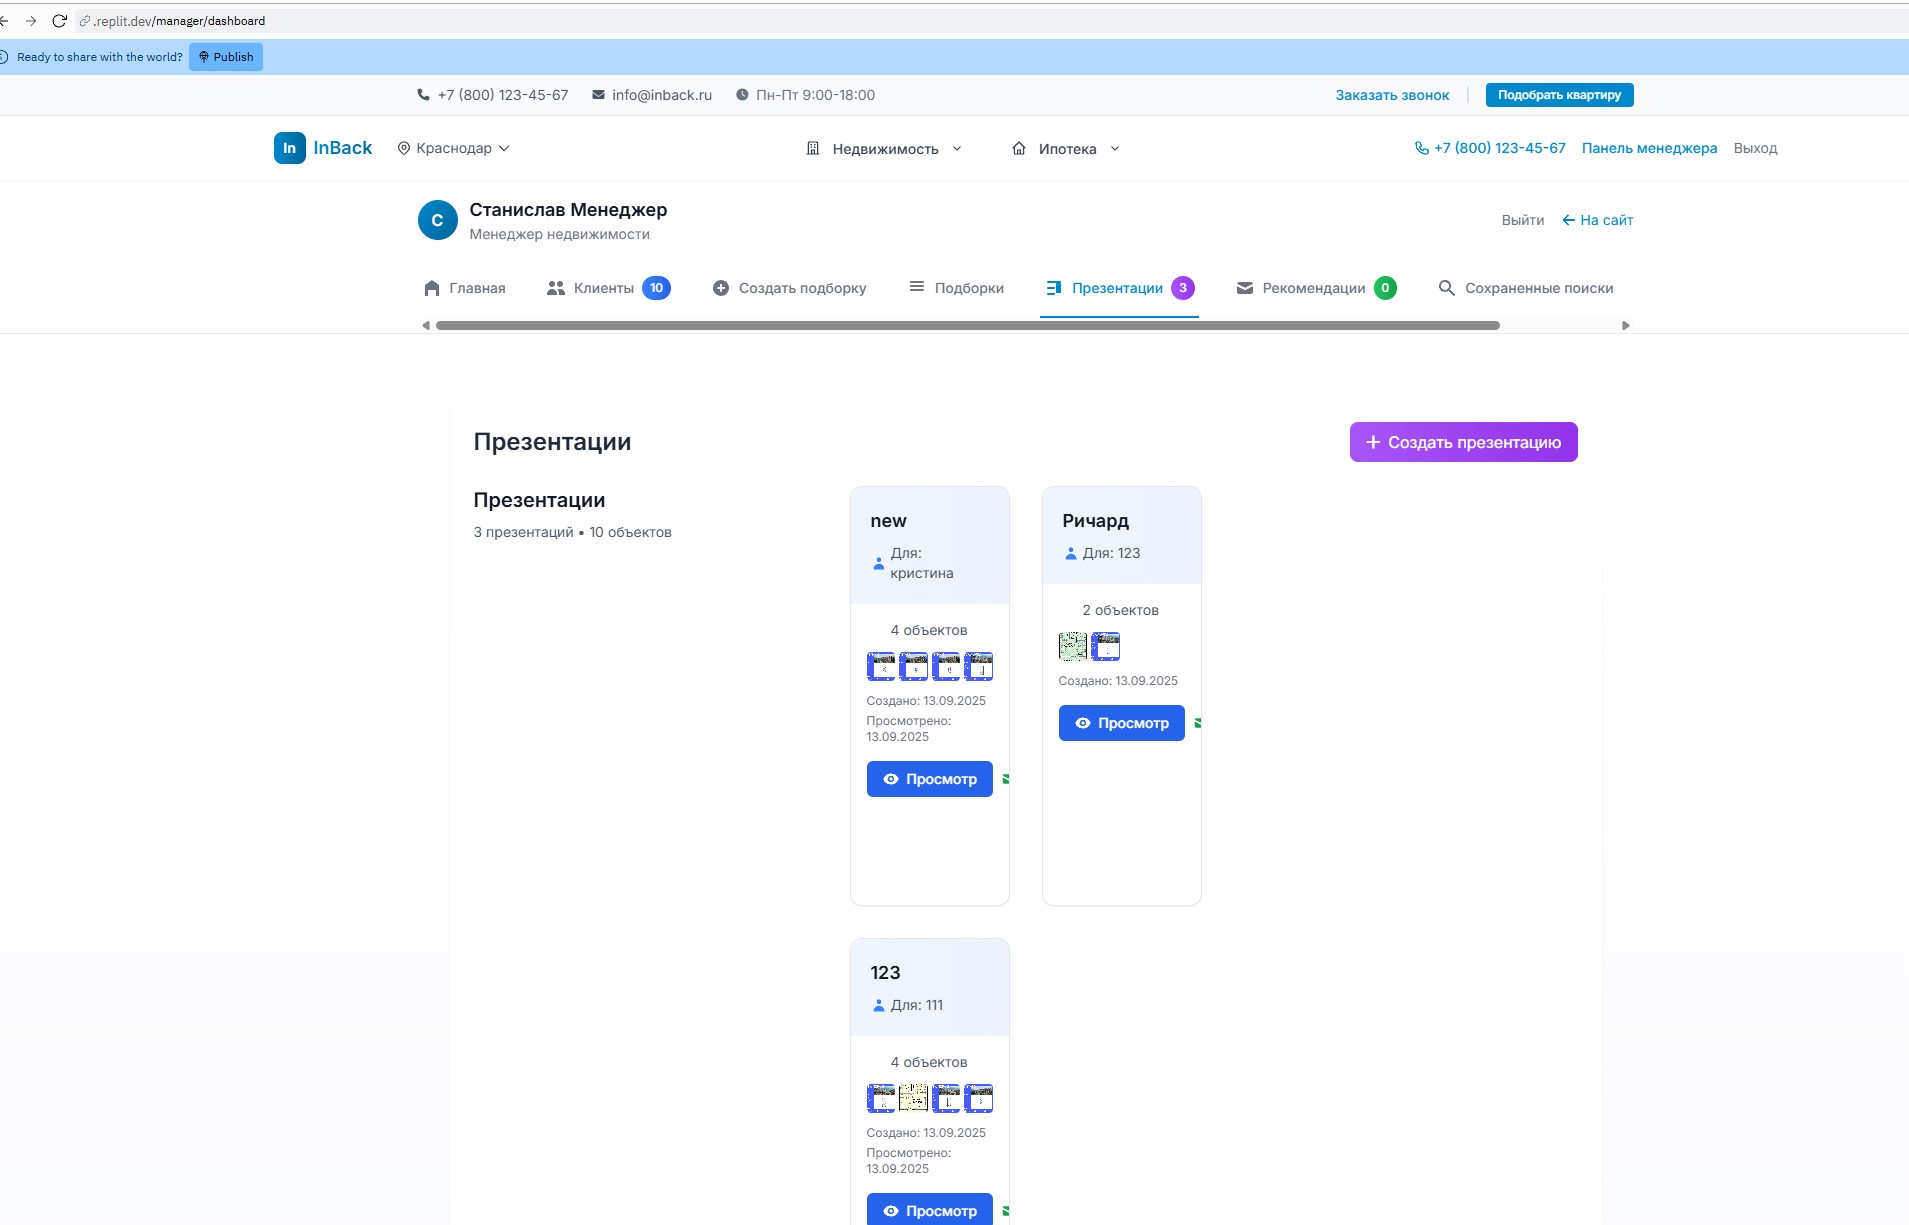 .replit.dev/manager/dashboard
Ready to share with the world? Publish
+7 (800) 123-45-67 info@inback.ru Пн-Пт 9:00-18:00 Заказать звонок Подобрать квартиру
In InBack Краснодар Недвижимость Ипотека +7 (800) 123-45-67 Панель менеджера Выход
С Станислав Менеджер
Менеджер недвижимости
Выйти На сайт
Главная Клиенты 10 Создать подборку Подборки Презентации 3 Рекомендации 0 Сохраненные поиски
Презентации Создать презентацию
Презентации
3 презентаций • 10 объектов
new
Для:
кристина
4 объектов
Создано: 13.09.2025
Просмотрено:
13.09.2025
Просмотр
Ричард
Для: 123
2 объектов
Создано: 13.09.2025
Просмотр
123
Для: 111
4 объектов
Создано: 13.09.2025
Просмотрено:
13.09.2025
Просмотр